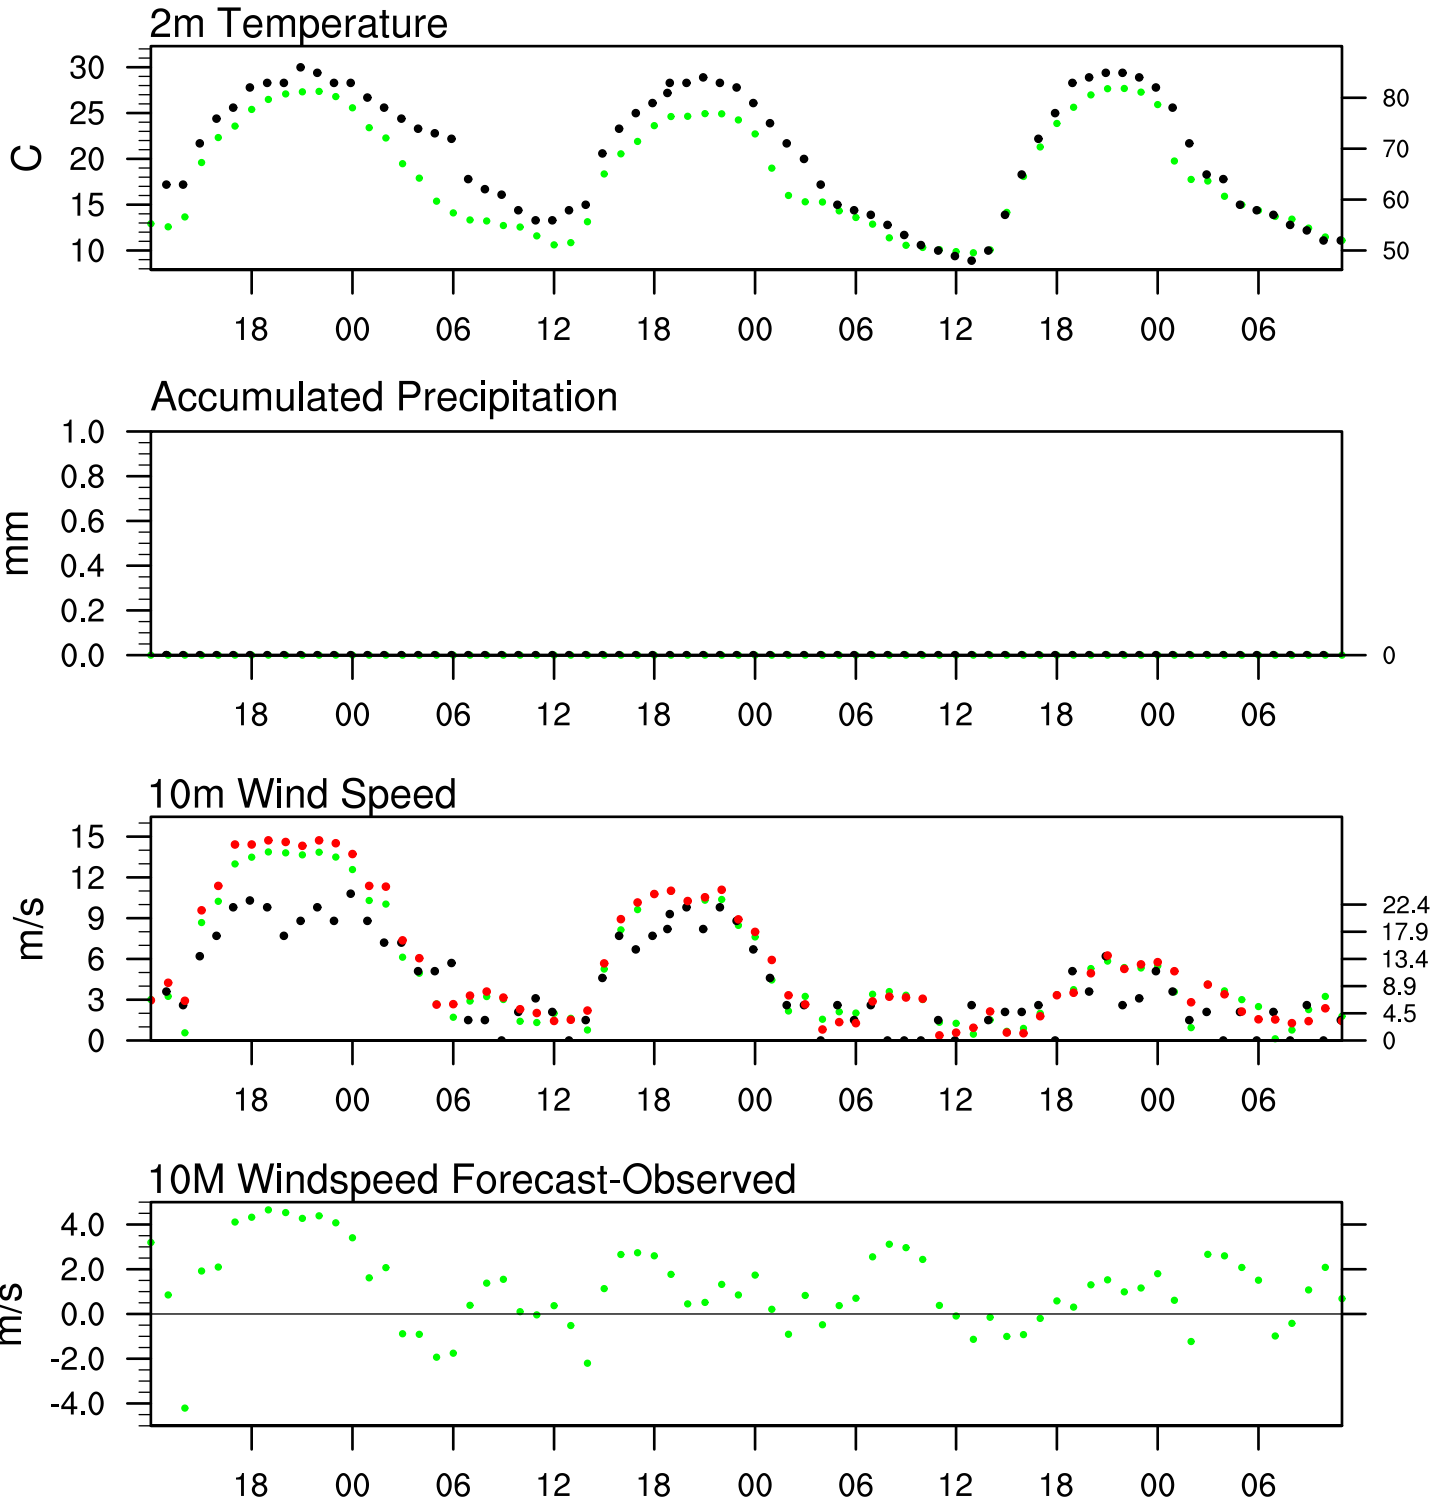 2m Temperature
30
25
20
15
10
C
80
70
60
50
18 00 06 12 18 00 06 12 18 00 06
Accumulated Precipitation
1.0
0.8
0.6
0.4
0.2
0.0
mm
0
18 00 06 12 18 00 06 12 18 00 06
10m Wind Speed
15
12
9
6
3
0
m/s
22.4
17.9
13.4
8.9
4.5
0
18 00 06 12 18 00 06 12 18 00 06
10M Windspeed Forecast-Observed
4.0
2.0
0.0
-2.0
-4.0
m/s
18 00 06 12 18 00 06 12 18 00 06